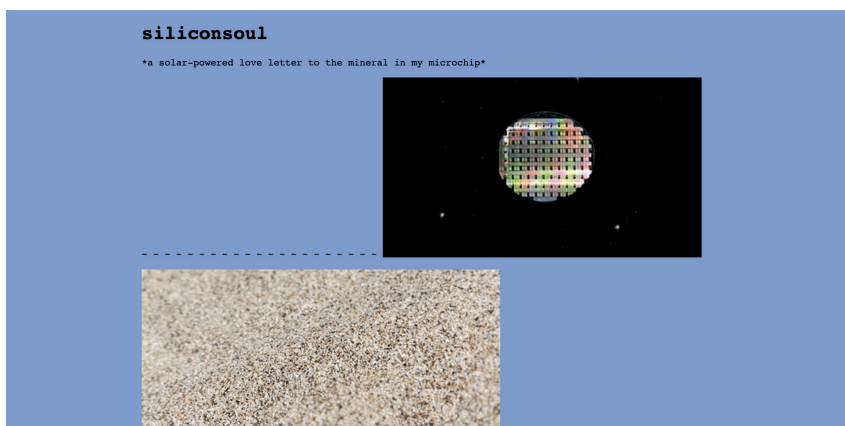 siliconsoul
*a solar-powered love letter to the mineral in my microchip*
- - - - - - - - - - - - - - - - - - - - -